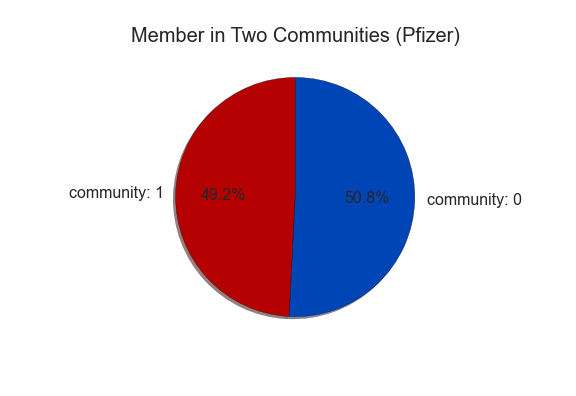 Member in Two Communities (Pfizer)
community: 1
49.2%
50.8%
community: 0